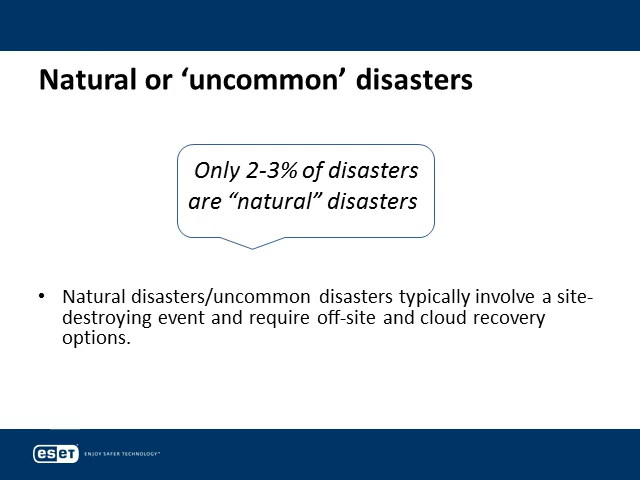 Natural or ‘uncommon’ disasters
Only 2-3% of disasters
are “natural” disasters
• Natural disasters/uncommon disasters typically involve a site-
destroying event and require off-site and cloud recovery
options.
eseT ENJOY SAFER TECHNOLOGY™